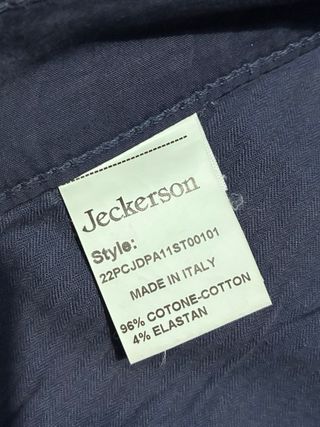 Jeckerson
Style:
22PCJDPA11ST00101
MADE IN ITALY
96% COTONE-COTTON
4% ELASTAN